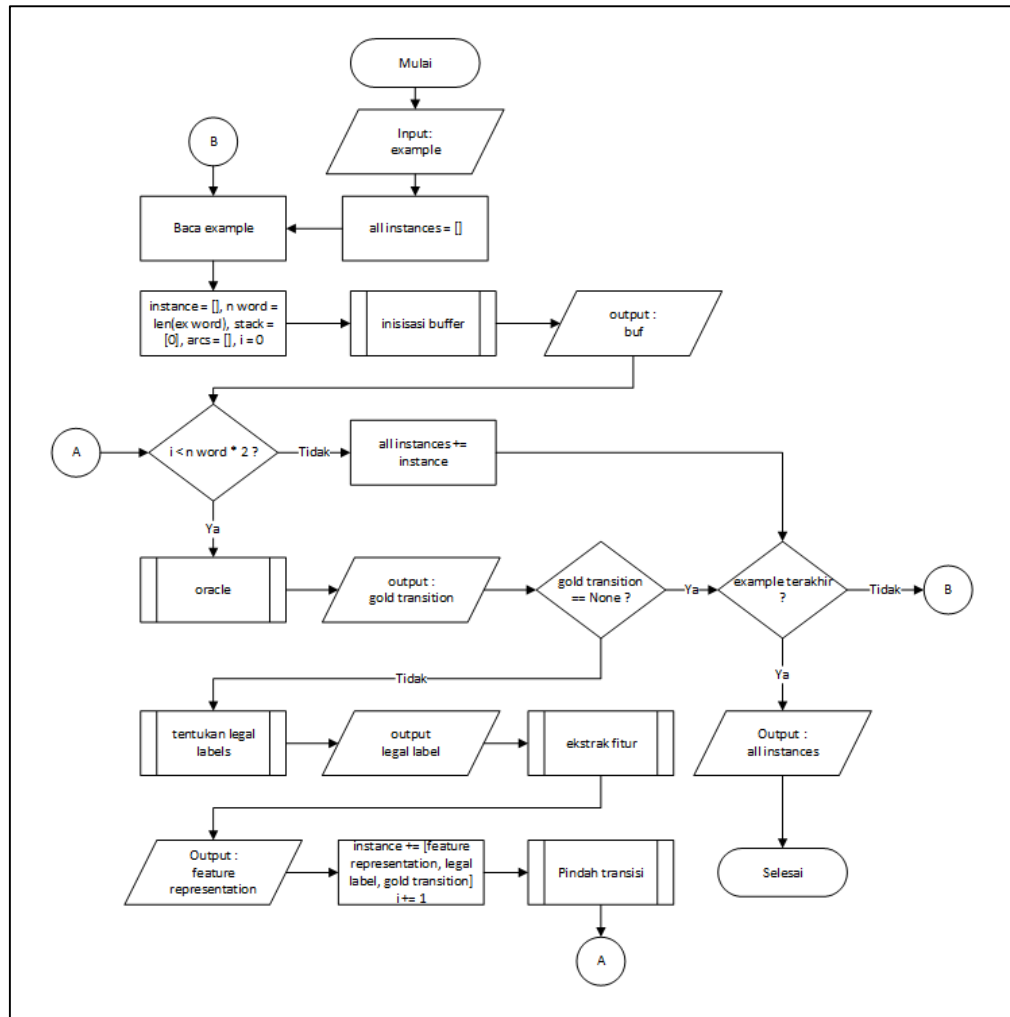 Mulai
Input:
example
B
Baca example
all instances = []
instance = [], n word =
len(ex word), stack =
[0], arcs = [], i = 0
inisisasi buffer
output :
buf
A
i < n word * 2 ?
Tidak
all instances +=
instance
Ya
oracle
output :
gold transition
gold transition
== None ?
Ya
example terakhir
?
Tidak
B
Tidak
Ya
tentukan legal
labels
output
legal label
ekstrak fitur
Output :
all instances
Output :
feature
representation
instance += [feature
representation, legal
label, gold transition]
i += 1
Pindah transisi
Selesai
A